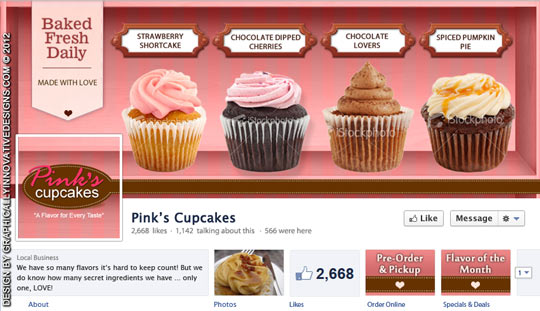 DESIGN BY GRAPHICALLYINNOVATIVEDESIGNS.COM © 2012
Baked
Fresh
Daily
MADE WITH LOVE
STRAWBERRY
SHORTCAKE
CHOCOLATE DIPPED
CHERRIES
CHOCOLATE
LOVERS
SPICED PUMPKIN
PIE
iStockphoto
iStockphoto
iStockphoto
iStockphoto
Pink's
cupcakes
"A Flavor for Every Taste"
Pink's Cupcakes
2,668 likes · 1,142 talking about this · 566 were here
Like
Message
Local Business
We have so many flavors it's hard to keep count! But we
do know how many secret ingredients we have ... only
one, LOVE!
About
Photos
2,668
Likes
Pre-Order
& Pickup
Order Online
Flavor of the
Month
Specials & Deals
1